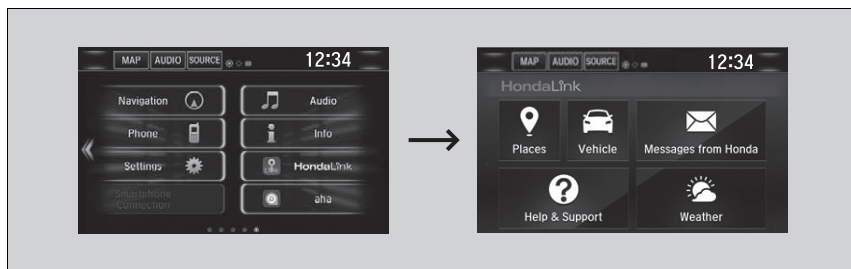 MAP AUDIO SOURCE 12:34
Navigation Audio
Phone Info
Settings HondaLink
Smartphone
Connection
aha
MAP AUDIO SOURCE 12:34
HondaLink
Places Vehicle Messages from Honda
Help & Support Weather